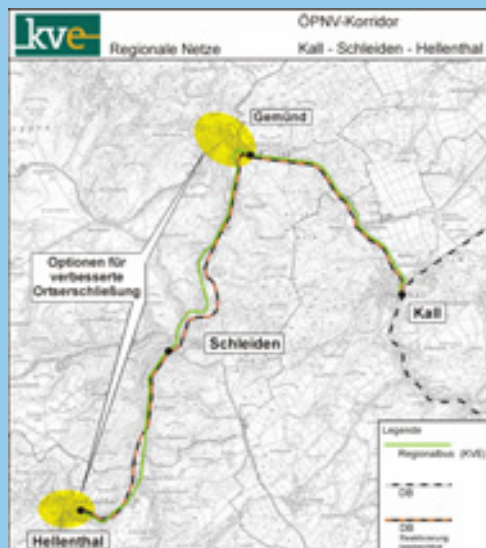 kve
Regionale Netze
ÖPNV-Korridor
Kall - Schleiden - Hellenthal
Gemünd
Optionen für
verbesserte
Ortserschließung
Kall
Schleiden
Hellenthal
Legende
Regionalbus (KVE)
DB
DB
Reaktivierung